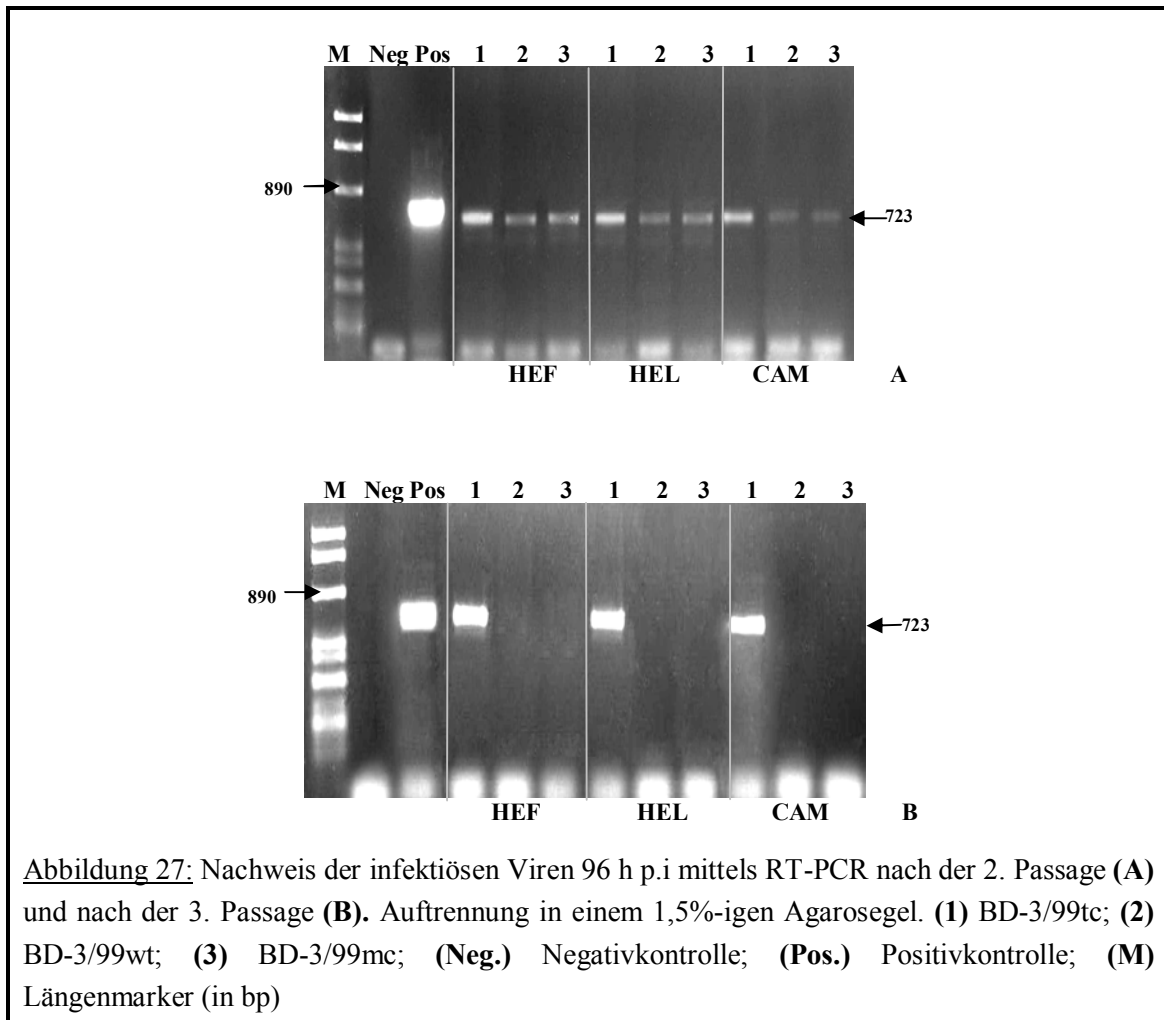 M Neg Pos 1 2 3 1 2 3 1 2 3
890
723
HEF HEL CAM A
M Neg Pos 1 2 3 1 2 3 1 2 3
890
723
HEF HEL CAM B
Abbildung 27: Nachweis der infektiösen Viren 96 h p.i mittels RT-PCR nach der 2. Passage (A)
und nach der 3. Passage (B). Auftrennung in einem 1,5%-igen Agarosegel. (1) BD-3/99tc; (2)
BD-3/99wt; (3) BD-3/99mc; (Neg.) Negativkontrolle; (Pos.) Positivkontrolle; (M)
Längenmarker (in bp)